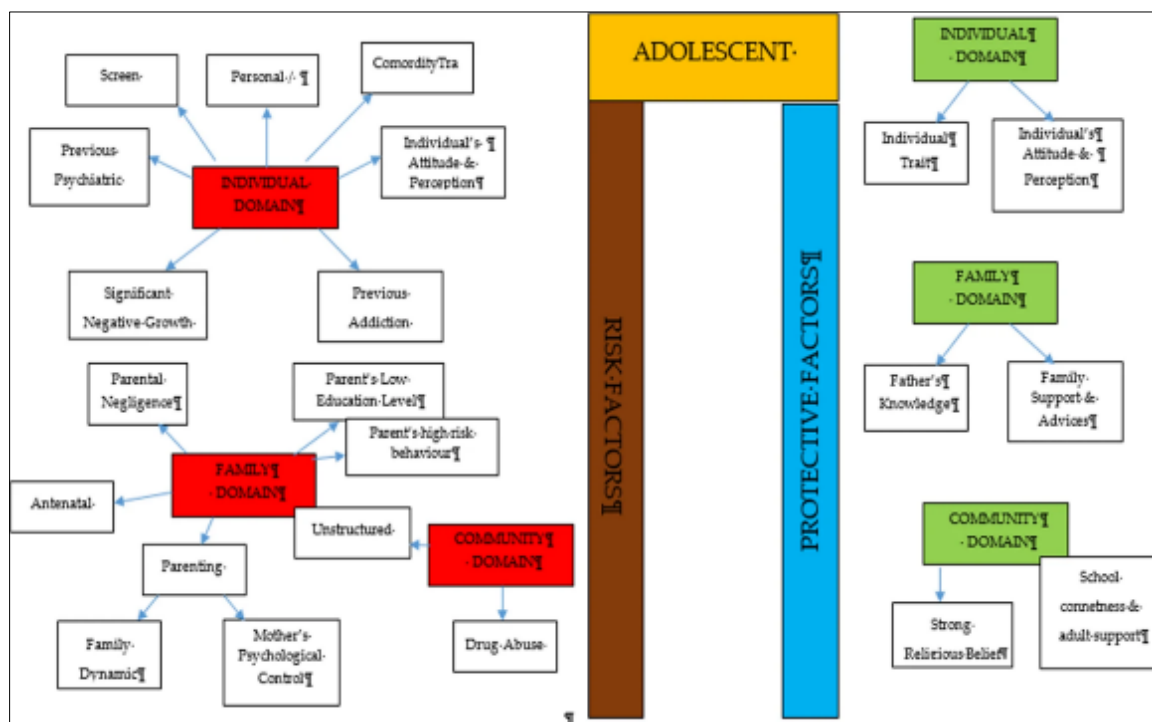 Screen·
Personal·/·¶
ComordityTra
Previous·
Psychiatric·
Individual's·¶
Attitude·&·
Perception¶
INDIVIDUAL·
·DOMAIN¶
Significant·
Negative·Growth·
Previous·
Addiction·
Parental·
Negligence¶
Parent's·Low·
Education·Level¶
Parent's·high·risk·
behaviour¶
FAMILY¶
·DOMAIN¶
Antenatal·
Unstructured·
COMMUNITY¶
·DOMAIN¶
Parenting·
Family·
Dynamic¶
Mother's·
Psychological·
Control¶
Drug·Abuse·
¶
ADOLESCENT·
RISK·FACTORS¶
PROTECTIVE·FACTORS¶
INDIVIDUAL¶
·DOMAIN¶
Individual¶
Trait¶
Individual's¶
Attitude·&·¶
Perception¶
FAMILY¶
·DOMAIN¶
Father's¶
Knowledge¶
Family·
Support·&·
Advices¶
COMMUNITY¶
·DOMAIN¶
Strong·
Religious·Belief¶
School·
connetness·&·
adult·support¶